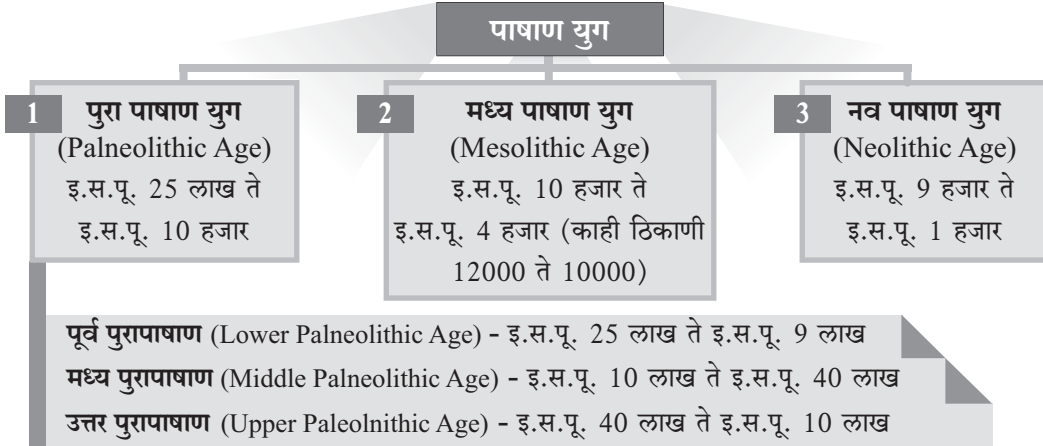 पाषाण युग
1
पुरा पाषाण युग
(Palneolithic Age)
इ.स.पू. 25 लाख ते
इ.स.पू. 10 हजार
2
मध्य पाषाण युग
(Mesolithic Age)
इ.स.पू. 10 हजार ते
इ.स.पू. 4 हजार (काही ठिकाणी
12000 ते 10000)
3
नव पाषाण युग
(Neolithic Age)
इ.स.पू. 9 हजार ते
इ.स.पू. 1 हजार
पूर्व पुरापाषाण (Lower Palneolithic Age) - इ.स.पू. 25 लाख ते इ.स.पू. 9 लाख
मध्य पुरापाषाण (Middle Palneolithic Age) - इ.स.पू. 10 लाख ते इ.स.पू. 40 लाख
उत्तर पुरापाषाण (Upper Paleolnithic Age) - इ.स.पू. 40 लाख ते इ.स.पू. 10 लाख